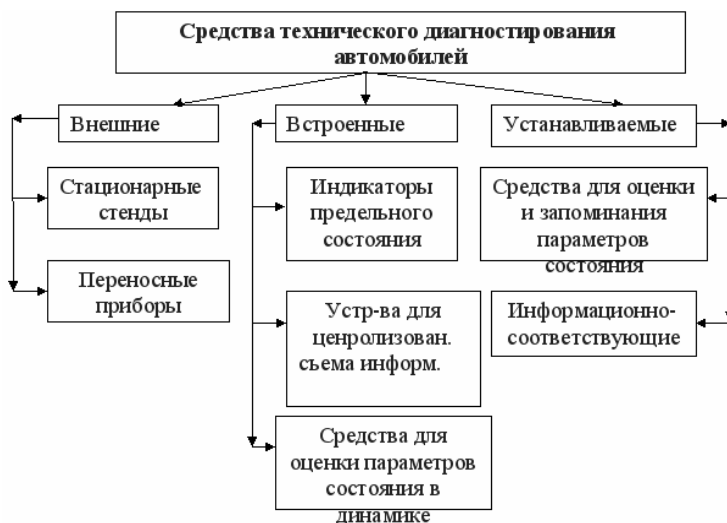 Средства технического диагностирования
автомобилей
Внешние
Встроенные
Устанавливаемые
Стационарные
стенды
Индикаторы
предельного
состояния
Средства для оценки
и запоминания
параметров
состояния
Переносные
приборы
Устр-ва для
ценролизован.
сьема информ.
Информационно-
соответствующие
Средства для
оценки параметров
состояния в
динамике